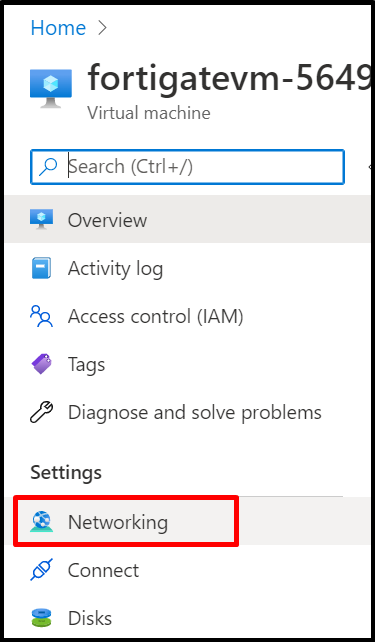 Home
fortigatevm-5649
Virtual machine
Search (Ctrl+/)
Overview
Activity log
Access control (IAM)
Tags
Diagnose and solve problems
Settings
Networking
Connect
Disks